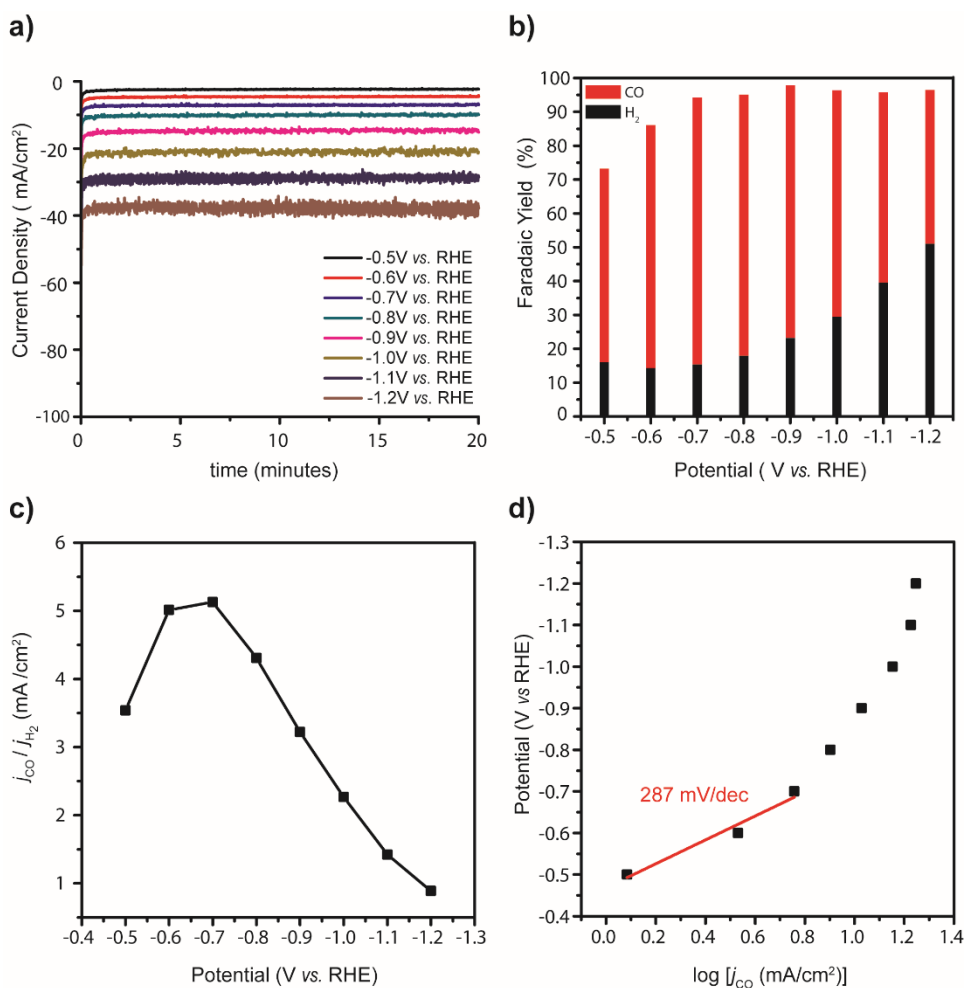 a)
0
-20
-40
-60
-80
-100
Current Density ( mA/cm²)
-0.5V vs. RHE
-0.6V vs. RHE
-0.7V vs. RHE
-0.8V vs. RHE
-0.9V vs. RHE
-1.0V vs. RHE
-1.1V vs. RHE
-1.2V vs. RHE
0 5 10 15 20
time (minutes)
b)
100
90
80
70
60
50
40
30
20
10
0
Faradaic Yield (%)
CO
H₂
-0.5 -0.6 -0.7 -0.8 -0.9 -1.0 -1.1 -1.2
Potential ( V vs. RHE)
c)
6
5
4
3
2
1
j_CO / j_H₂ (mA /cm²)
-0.4 -0.5 -0.6 -0.7 -0.8 -0.9 -1.0 -1.1 -1.2 -1.3
Potential (V vs. RHE)
d)
-1.3
-1.2
-1.1
-1.0
-0.9
-0.8
-0.7
-0.6
-0.5
-0.4
Potential (V vs RHE)
287 mV/dec
0.0 0.2 0.4 0.6 0.8 1.0 1.2 1.4
log [j_CO (mA/cm²)]